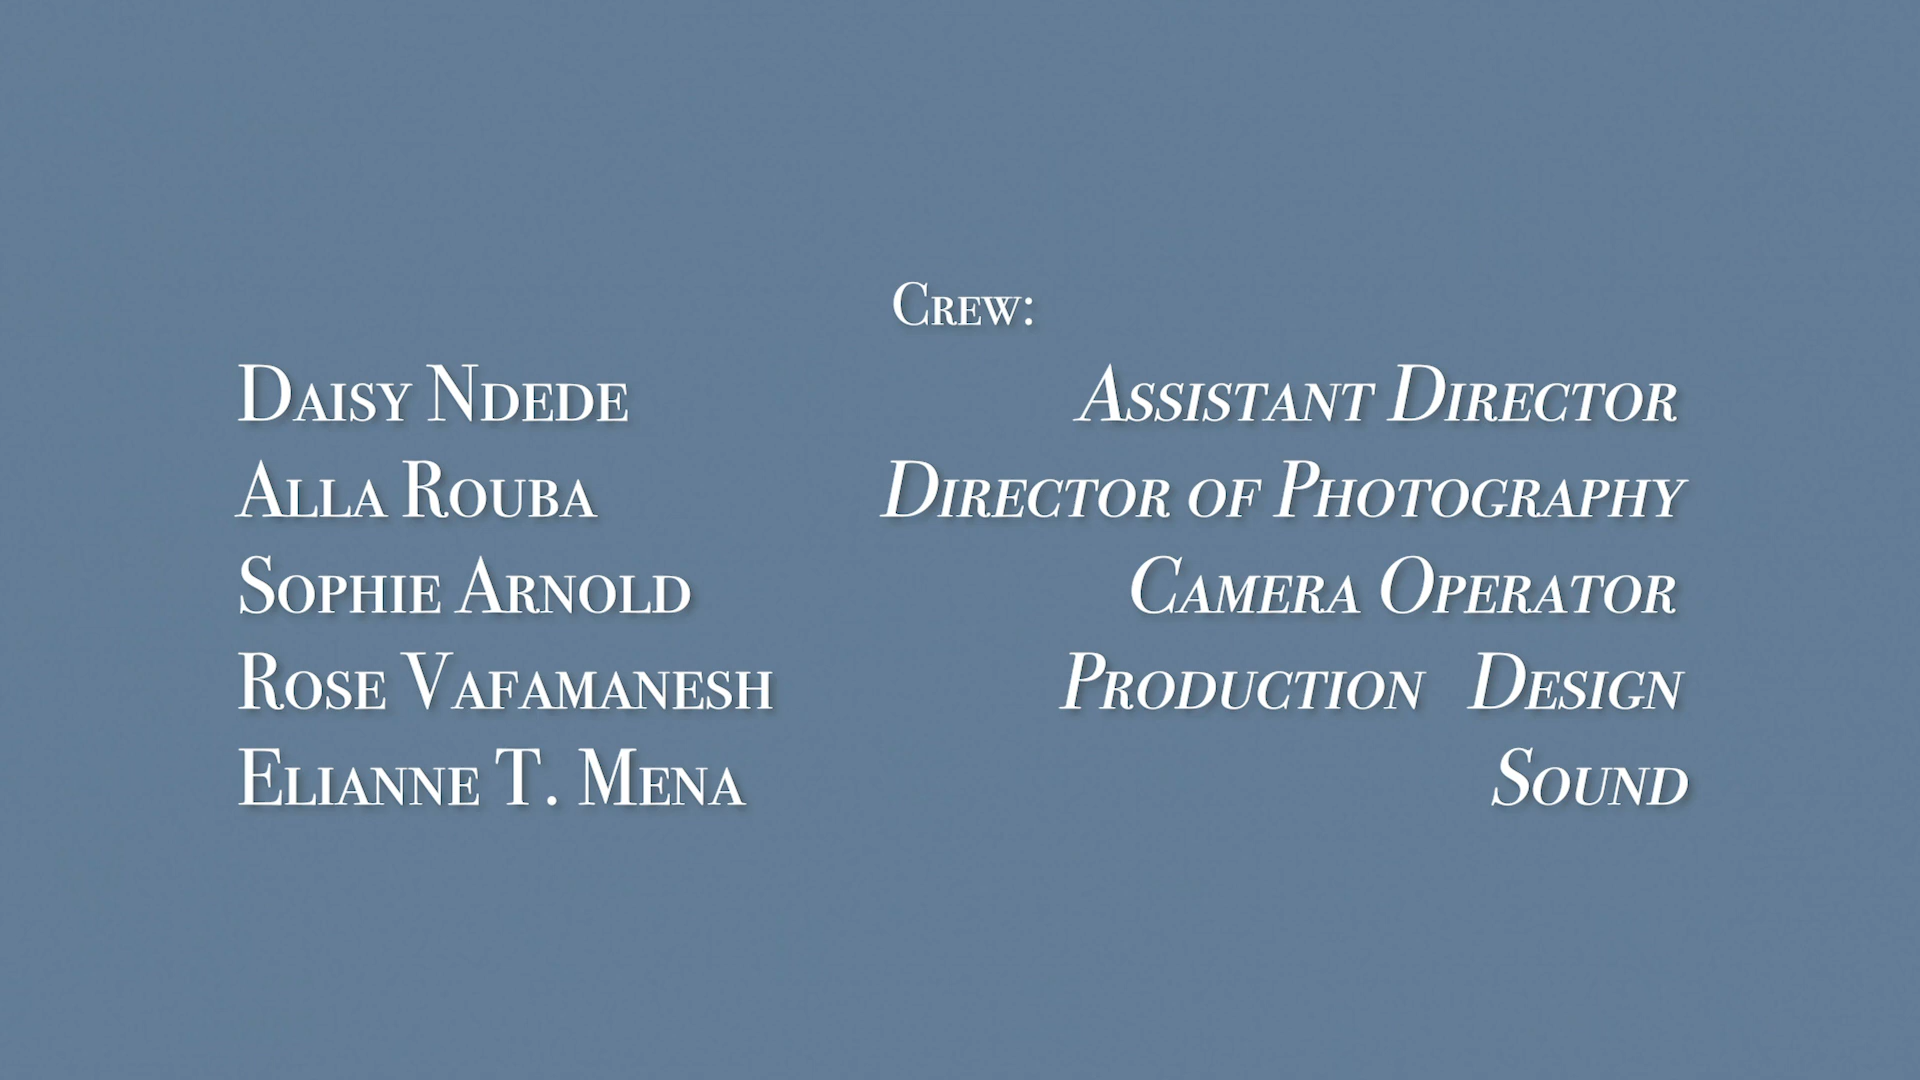 Crew:
Daisy Ndede Assistant Director
Alla Rouba Director of Photography
Sophie Arnold Camera Operator
Rose Vafamanesh Production Design
Elianne T. Mena Sound